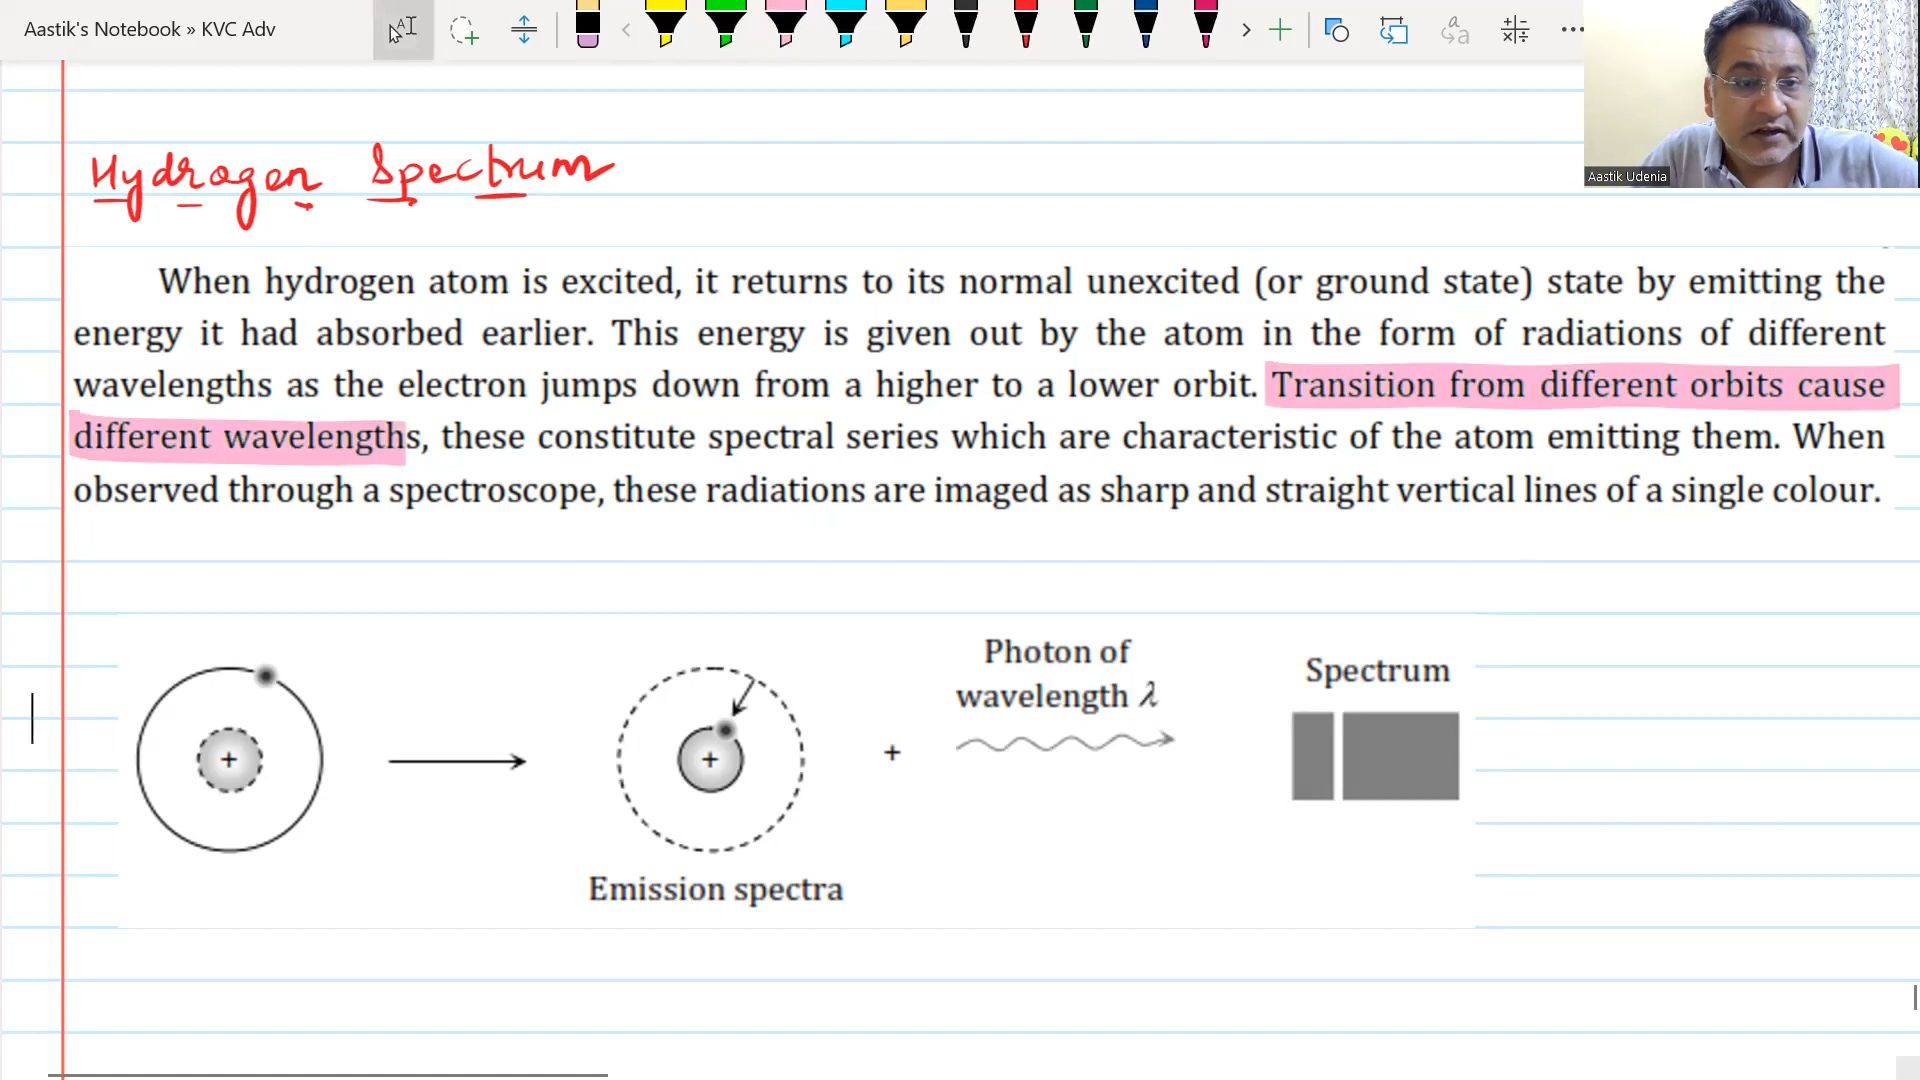 Aastik's Notebook » KVC Adv
Aastik Udenia
Hydrogen Spectrum
When hydrogen atom is excited, it returns to its normal unexcited (or ground state) state by emitting the
energy it had absorbed earlier. This energy is given out by the atom in the form of radiations of different
wavelengths as the electron jumps down from a higher to a lower orbit. Transition from different orbits cause
different wavelengths, these constitute spectral series which are characteristic of the atom emitting them. When
observed through a spectroscope, these radiations are imaged as sharp and straight vertical lines of a single colour.
Photon of
wavelength λ
Spectrum
+
+
+
Emission spectra